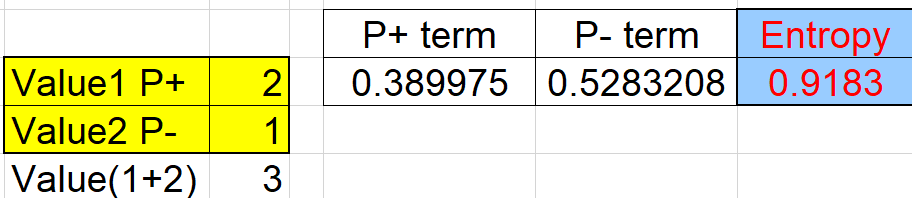 P+ term P- term Entropy
Value1 P+ 2 0.389975 0.5283208 0.9183
Value2 P- 1
Value(1+2) 3